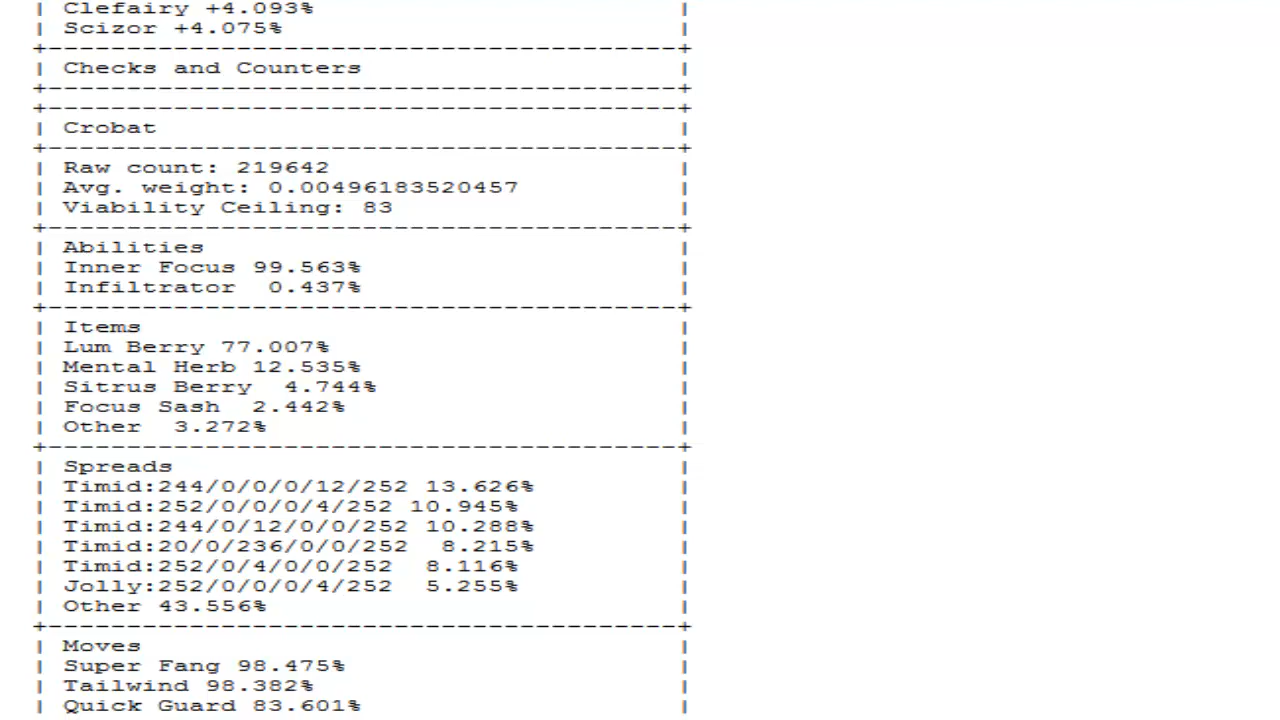 | Clefairy +4.093%                       |
| Scizor +4.075%                         |
+----------------------------------------+
| Checks and Counters                    |
+----------------------------------------+
+----------------------------------------+
| Crobat                                 |
+----------------------------------------+
| Raw count: 219642                      |
| Avg. weight: 0.00496183520457          |
| Viability Ceiling: 83                  |
+----------------------------------------+
| Abilities                              |
| Inner Focus 99.563%                    |
| Infiltrator  0.437%                    |
+----------------------------------------+
| Items                                  |
| Lum Berry 77.007%                      |
| Mental Herb 12.535%                    |
| Sitrus Berry  4.744%                   |
| Focus Sash  2.442%                     |
| Other  3.272%                          |
+----------------------------------------+
| Spreads                                |
| Timid:244/0/0/0/12/252 13.626%         |
| Timid:252/0/0/0/4/252 10.945%          |
| Timid:244/0/12/0/0/252 10.288%         |
| Timid:20/0/236/0/0/252  8.215%         |
| Timid:252/0/4/0/0/252  8.116%          |
| Jolly:252/0/0/0/4/252  5.255%          |
| Other 43.556%                          |
+----------------------------------------+
| Moves                                  |
| Super Fang 98.475%                     |
| Tailwind 98.382%                       |
| Quick Guard 83.601%                    |